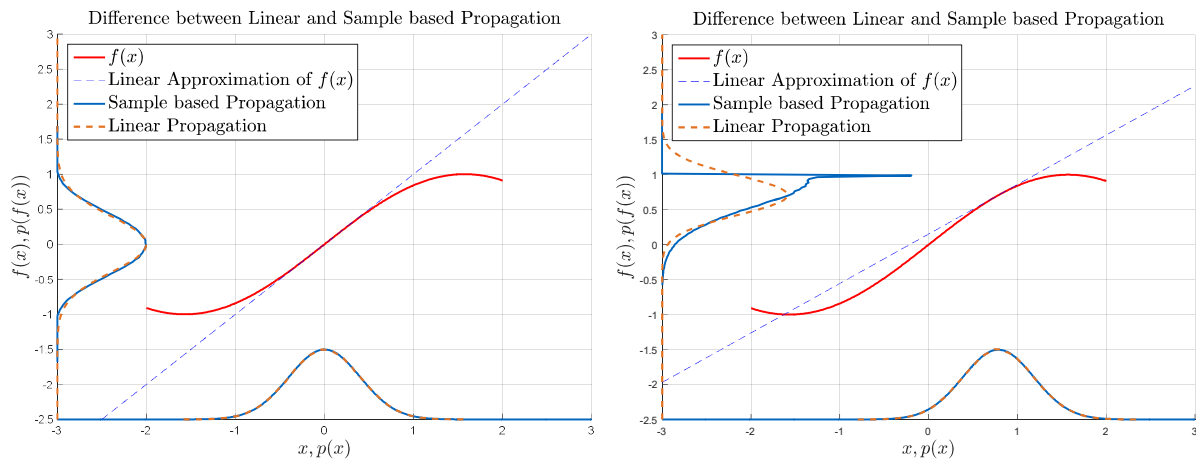 Difference between Linear and Sample based Propagation
f(x)
Linear Approximation of f(x)
Sample based Propagation
Linear Propagation
3
2.5
2
1.5
1
0.5
0
-0.5
-1
-1.5
-2
-2.5
f(x), p(f(x))
-3
-2
-1
0
1
2
3
x, p(x)
Difference between Linear and Sample based Propagation
f(x)
Linear Approximation of f(x)
Sample based Propagation
Linear Propagation
3
2.5
2
1.5
1
0.5
0
-0.5
-1
-1.5
-2
-2.5
f(x), p(f(x))
-3
-2
-1
0
1
2
3
x, p(x)